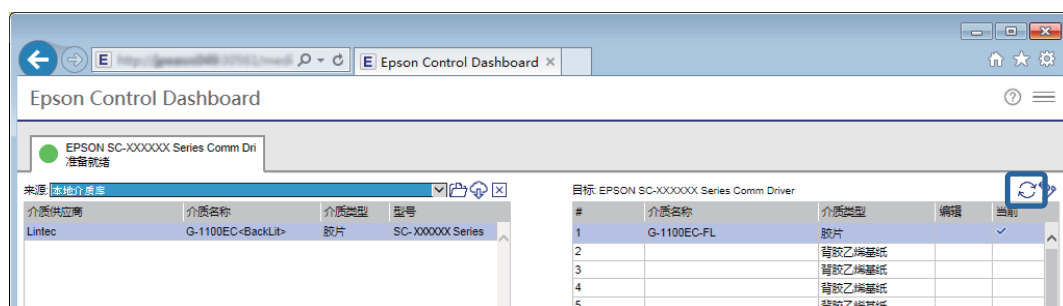 Epson Control Dashboard ×
Epson Control Dashboard
EPSON SC-XXXXXX Series Comm Dri
准备就绪
来源: 本地介质库
目标: EPSON SC-XXXXXX Series Comm Driver
介质供应商 介质名称 介质类型 型号
# 介质名称 介质类型 编辑 当前
Lintec G-1100EC<BackLit>胶片 SC-XXXXXX Series
1 G-1100EC-FL 胶片
2 背胶乙烯基纸
3 背胶乙烯基纸
4 背胶乙烯基纸
5 背胶乙烯基纸